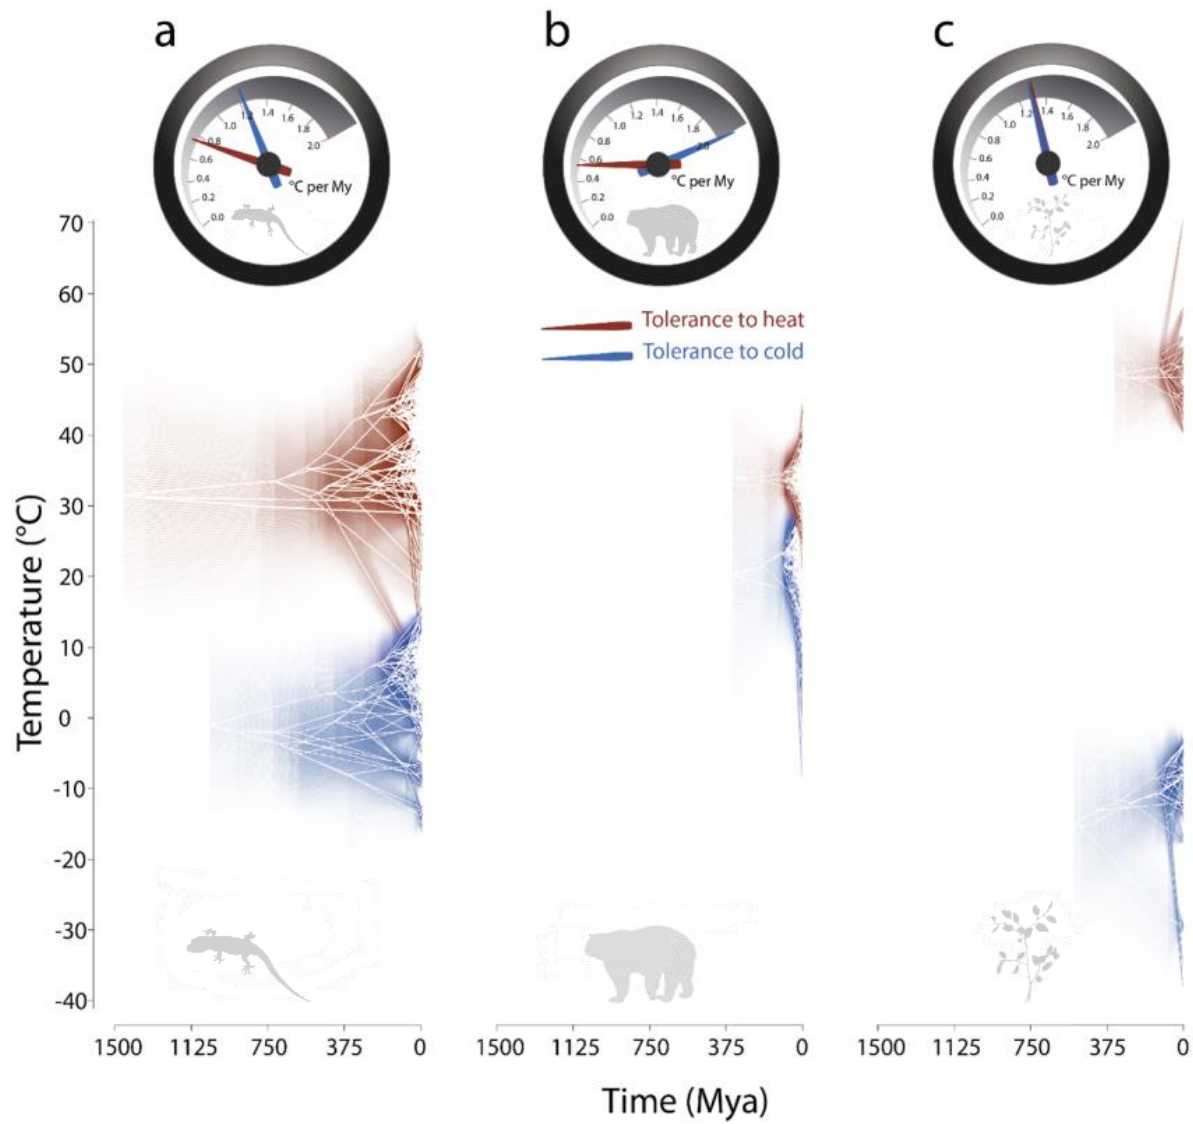 a b c
0.0 0.2 0.4 0.6 0.8 1.0 1.2 1.4 1.6 1.8 2.0
°C per My
0.0 0.2 0.4 0.6 0.8 1.0 1.2 1.4 1.6 1.8 2.0
°C per My
0.0 0.2 0.4 0.6 0.8 1.0 1.2 1.4 1.6 1.8 2.0
°C per My
Tolerance to heat
Tolerance to cold
Temperature (°C)
70
60
50
40
30
20
10
0
-10
-20
-30
-40
1500 1125 750 375 0 1500 1125 750 375 0 1500 1125 750 375 0
Time (Mya)